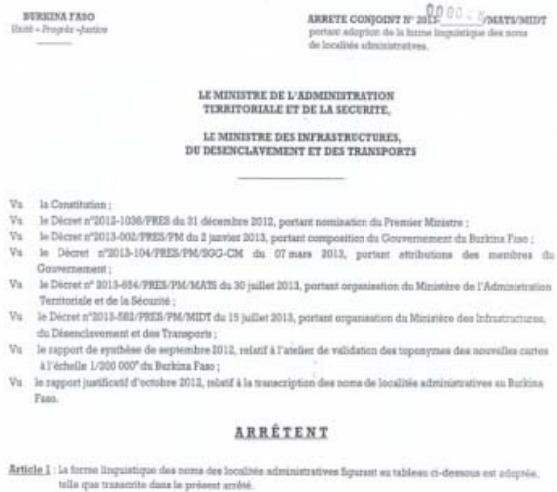 BURKINA FASO
Unité – Progrès –Justice
ARRETE CONJOINT N° 2013- /MATS/MIDT
portant adoption de la forme linguistique des noms
de localités administratives.
LE MINISTRE DE L'ADMINISTRATION
TERRITORIALE ET DE LA SECURITE,
LE MINISTRE DES INFRASTRUCTURES,
DU DESENCLAVEMENT ET DES TRANSPORTS
Vu la Constitution ;
Vu le Décret n°2012-1038/PRES du 31 décembre 2012, portant nomination du Premier Ministre ;
Vu le Décret n°2013-002/PRES/PM du 2 janvier 2013, portant composition du Gouvernement du Burkina Faso ;
Vu le Décret n°2013-104/PRES/PM/SGG-CM du 07 mars 2013, portant attributions des membres du
Gouvernement ;
Vu le Décret n° 2013-654/PRES/PM/MATS du 30 juillet 2013, portant organisation du Ministère de l'Administration
Territoriale et de la Sécurité ;
Vu le Décret n°2013-582/PRES/PM/MIDT du 15 juillet 2013, portant organisation du Ministère des Infrastructures,
du Désenclavement et des Transports ;
Vu le rapport de synthèse de septembre 2012, relatif à l'atelier de validation des toponymes des nouvelles cartes
à l'échelle 1/200 000° du Burkina Faso ;
Vu le rapport justificatif d'octobre 2012, relatif à la transcription des noms de localités administratives au Burkina
Faso.
ARRÊTENT
Article 1 : La forme linguistique des noms des localités administratives figurant au tableau ci-dessous est adoptée,
telle que transcrite dans le présent arrêté.